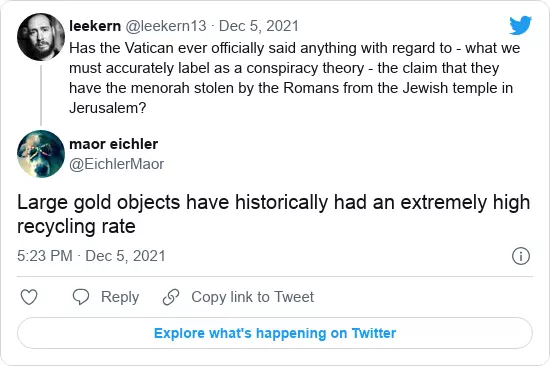 leekern @leekern13 · Dec 5, 2021
Has the Vatican ever officially said anything with regard to - what we
must accurately label as a conspiracy theory - the claim that they
have the menorah stolen by the Romans from the Jewish temple in
Jerusalem?
maor eichler
@EichlerMaor
Large gold objects have historically had an extremely high
recycling rate
5:23 PM · Dec 5, 2021
Reply Copy link to Tweet
Explore what's happening on Twitter